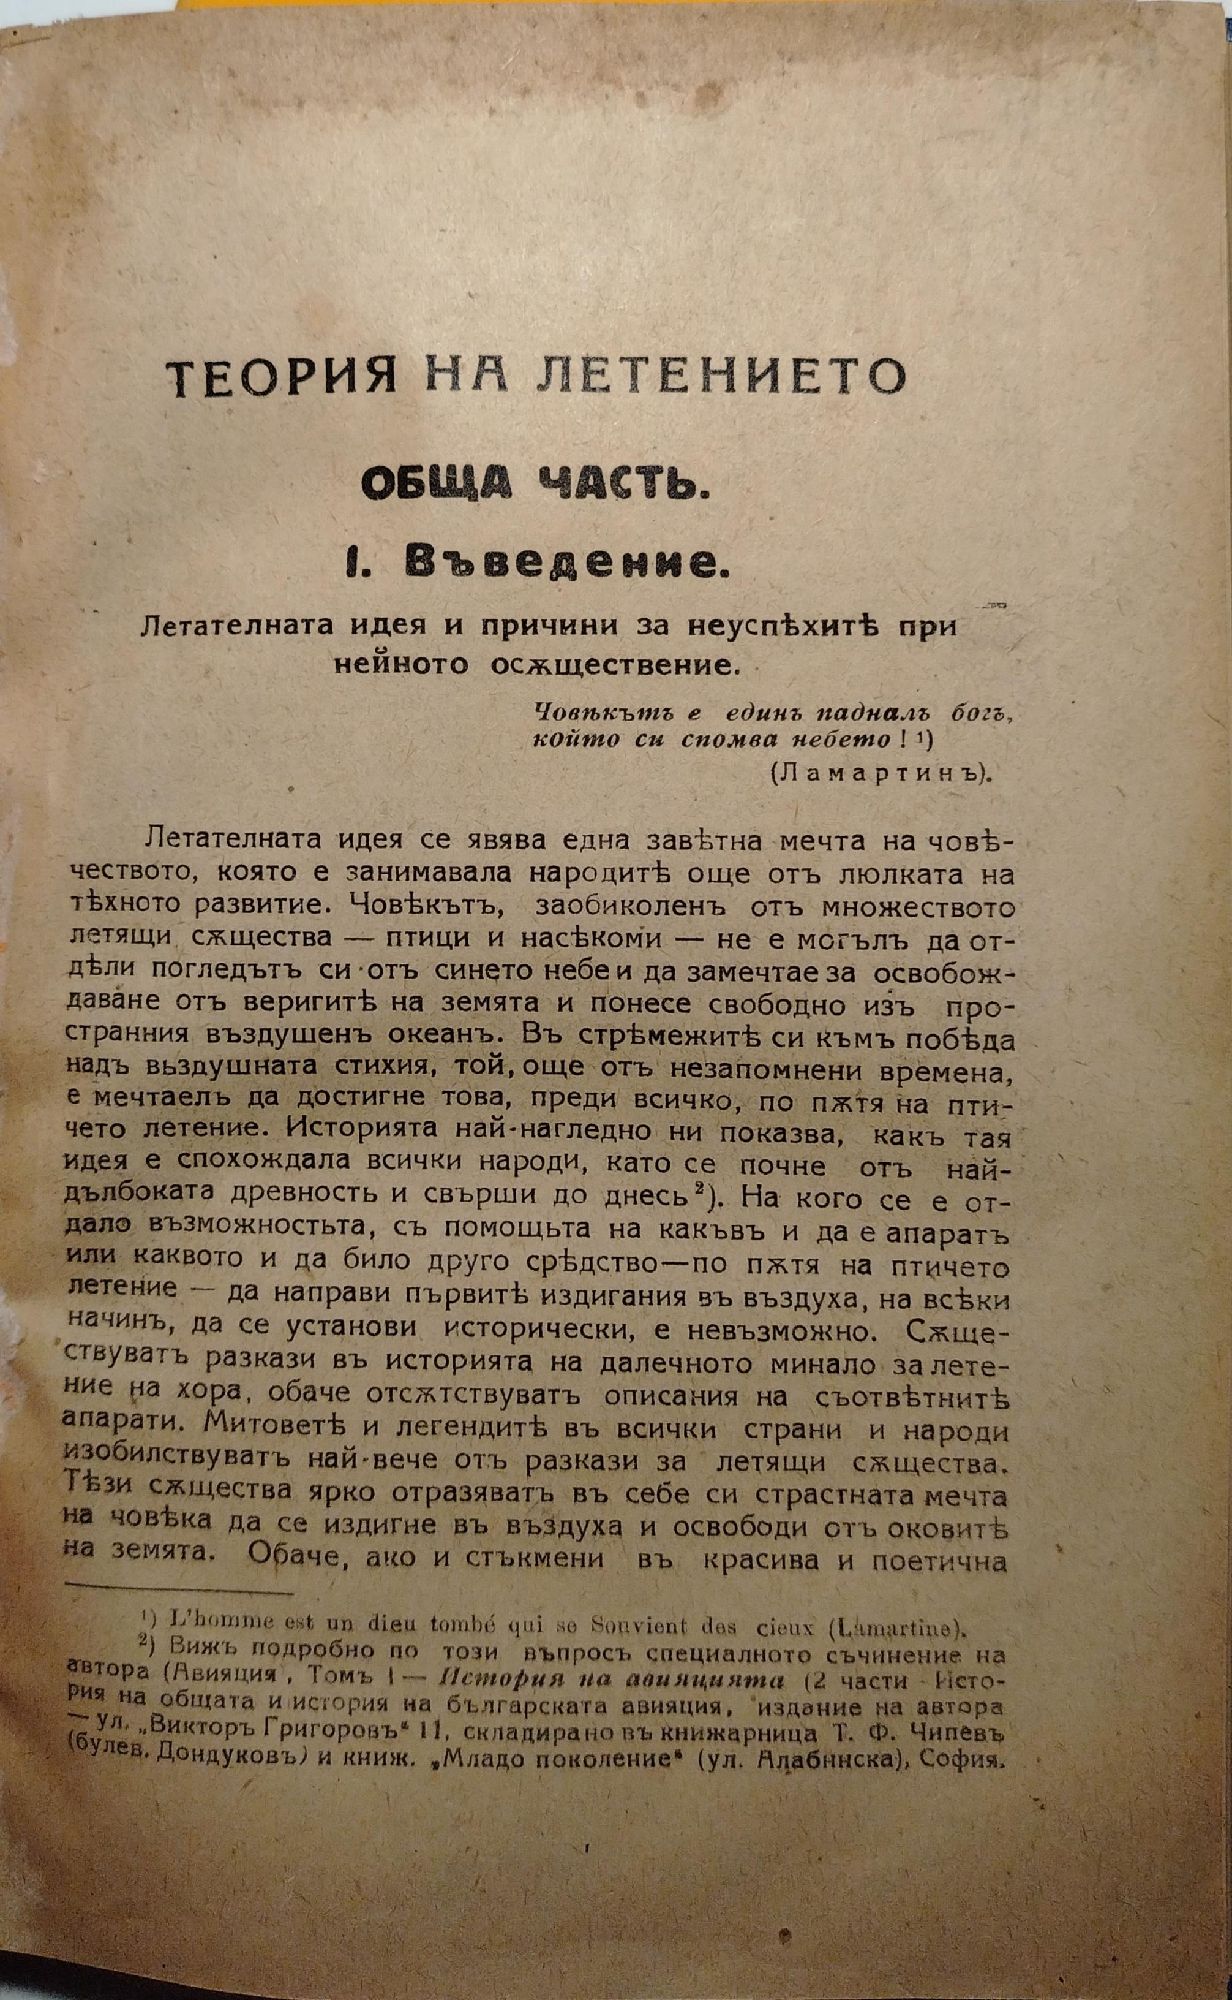 ТЕОРИЯ НА ЛЕТЕНИЕТО
ОБЩА ЧАСТЬ.
I. Въведение.
Летателната идея и причини за неуспѣхитѣ при
нейното осѫществение.
Човѣкътъ е единъ падналъ богъ,
който си спомва небето! ¹)
(Ламартинъ).
Летателната идея се явява една завѣтна мечта на човѣ-
чеството, която е занимавала народитѣ още отъ люлката на
тѣхното развитие. Човѣкътъ, заобиколенъ отъ множеството
летящи сѫщества — птици и насѣкоми — не е могълъ да от-
дѣли погледътъ си отъ синето небе и да замечтае за освобож-
даване отъ веригитѣ на земята и понесе свободно изъ про-
странния въздушенъ океанъ. Въ стрѣмежитѣ си къмъ побѣда
надъ вьздушната стихия, той, още отъ незапомнени времена,
е мечтаелъ да достигне това, преди всичко, по пѫтя на пти-
чето летение. Историята най-нагледно ни показва, какъ тая
идея е спохождала всички народи, като се почне отъ най-
дълбоката древность и свърши до днесь²). На кого се е от-
дало възможностьта, съ помощьта на какъвъ и да е апаратъ
или каквото и да било друго срѣдство—по пѫтя на птичето
летение — да направи първитѣ издигания въ въздуха, на всѣки
начинъ, да се установи исторически, е невъзможно. Сѫще-
ствуватъ разкази въ историята на далечното минало за лете-
ние на хора, обаче отсѫтствуватъ описания на съответнитѣ
апарати. Митоветѣ и легендитѣ въ всички страни и народи
изобилствуватъ най-вече отъ разкази за летящи сѫщества.
Тѣзи сѫщества ярко отразяватъ въ себе си страстната мечта
на човѣка да се издигне въ въздуха и освободи отъ оковитѣ
на земята. Обаче, ако и стъкмени въ красива и поетична
¹) L'homme est un dieu tombé qui se Souvient des cieux (Lamartine).
²) Вижъ подробно по този въпросъ специалното съчинение на
автора (Авияция, Томъ I — История на авияцията (2 части Исто-
рия на общата и история на българската авияция, издание на автора
— ул. „Викторъ Григоровъ“ 11, складирано въ книжарница Т. Ф. Чипевъ
(булев. Дондуковъ) и книж. „Младо поколение“ (ул. Алабинска), София.